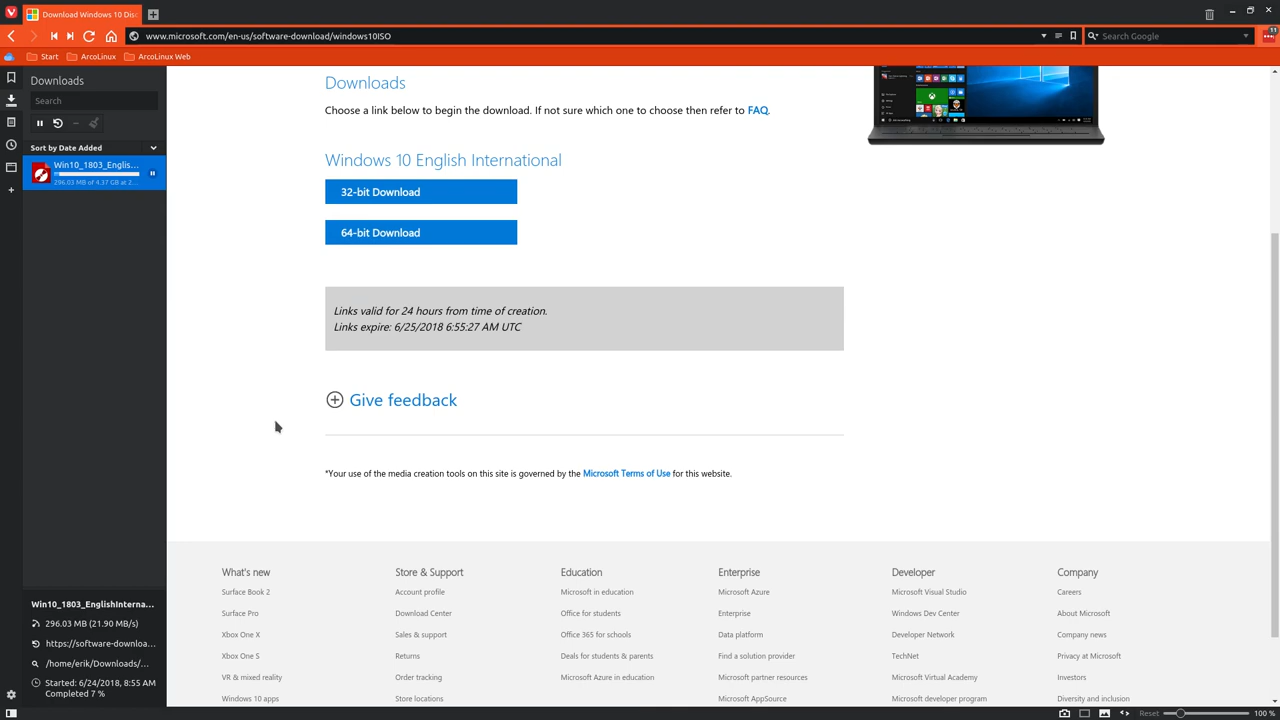 Download Windows 10 Disc
www.microsoft.com/en-us/software-download/windows10ISO
Search Google
11
Start
ArcoLinux
ArcoLinux Web
Downloads
Search
Sort by Date Added
Win10_1803_Englis...
296.03 MB of 4.37 GB at 2...
Downloads
Choose a link below to begin the download. If not sure which one to choose then refer to FAQ.
Windows 10 English International
32-bit Download
64-bit Download
Links valid for 24 hours from time of creation.
Links expire: 6/25/2018 6:55:27 AM UTC
Give feedback
*Your use of the media creation tools on this site is governed by the Microsoft Terms of Use for this website.
What's new
Surface Book 2
Surface Pro
Xbox One X
Xbox One S
VR & mixed reality
Windows 10 apps
Store & Support
Account profile
Download Center
Sales & support
Returns
Order tracking
Store locations
Education
Microsoft in education
Office for students
Office 365 for schools
Deals for students & parents
Microsoft Azure in education
Enterprise
Microsoft Azure
Enterprise
Data platform
Find a solution provider
Microsoft partner resources
Microsoft AppSource
Developer
Microsoft Visual Studio
Windows Dev Center
Developer Network
TechNet
Microsoft Virtual Academy
Microsoft developer program
Company
Careers
About Microsoft
Company news
Privacy at Microsoft
Investors
Diversity and inclusion
Win10_1803_EnglishInterna...
296.03 MB (21.90 MB/s)
https://software-downloa...
/home/erik/Downloads/...
Started: 6/24/2018, 8:55 AM
Completed 7 %
Reset
100 %